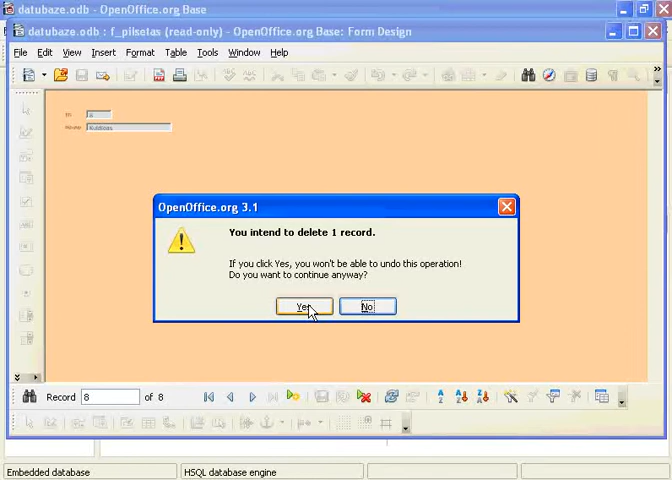 datubaze.odb - OpenOffice.org Base
datubaze.odb : f_pilsetas (read-only) - OpenOffice.org Base: Form Design
File Edit View Insert Format Table Tools Window Help
OpenOffice.org 3.1
You intend to delete 1 record.
If you click Yes, you won't be able to undo this operation!
Do you want to continue anyway?
Yes No
Record 8 of 8
Embedded database HSQL database engine